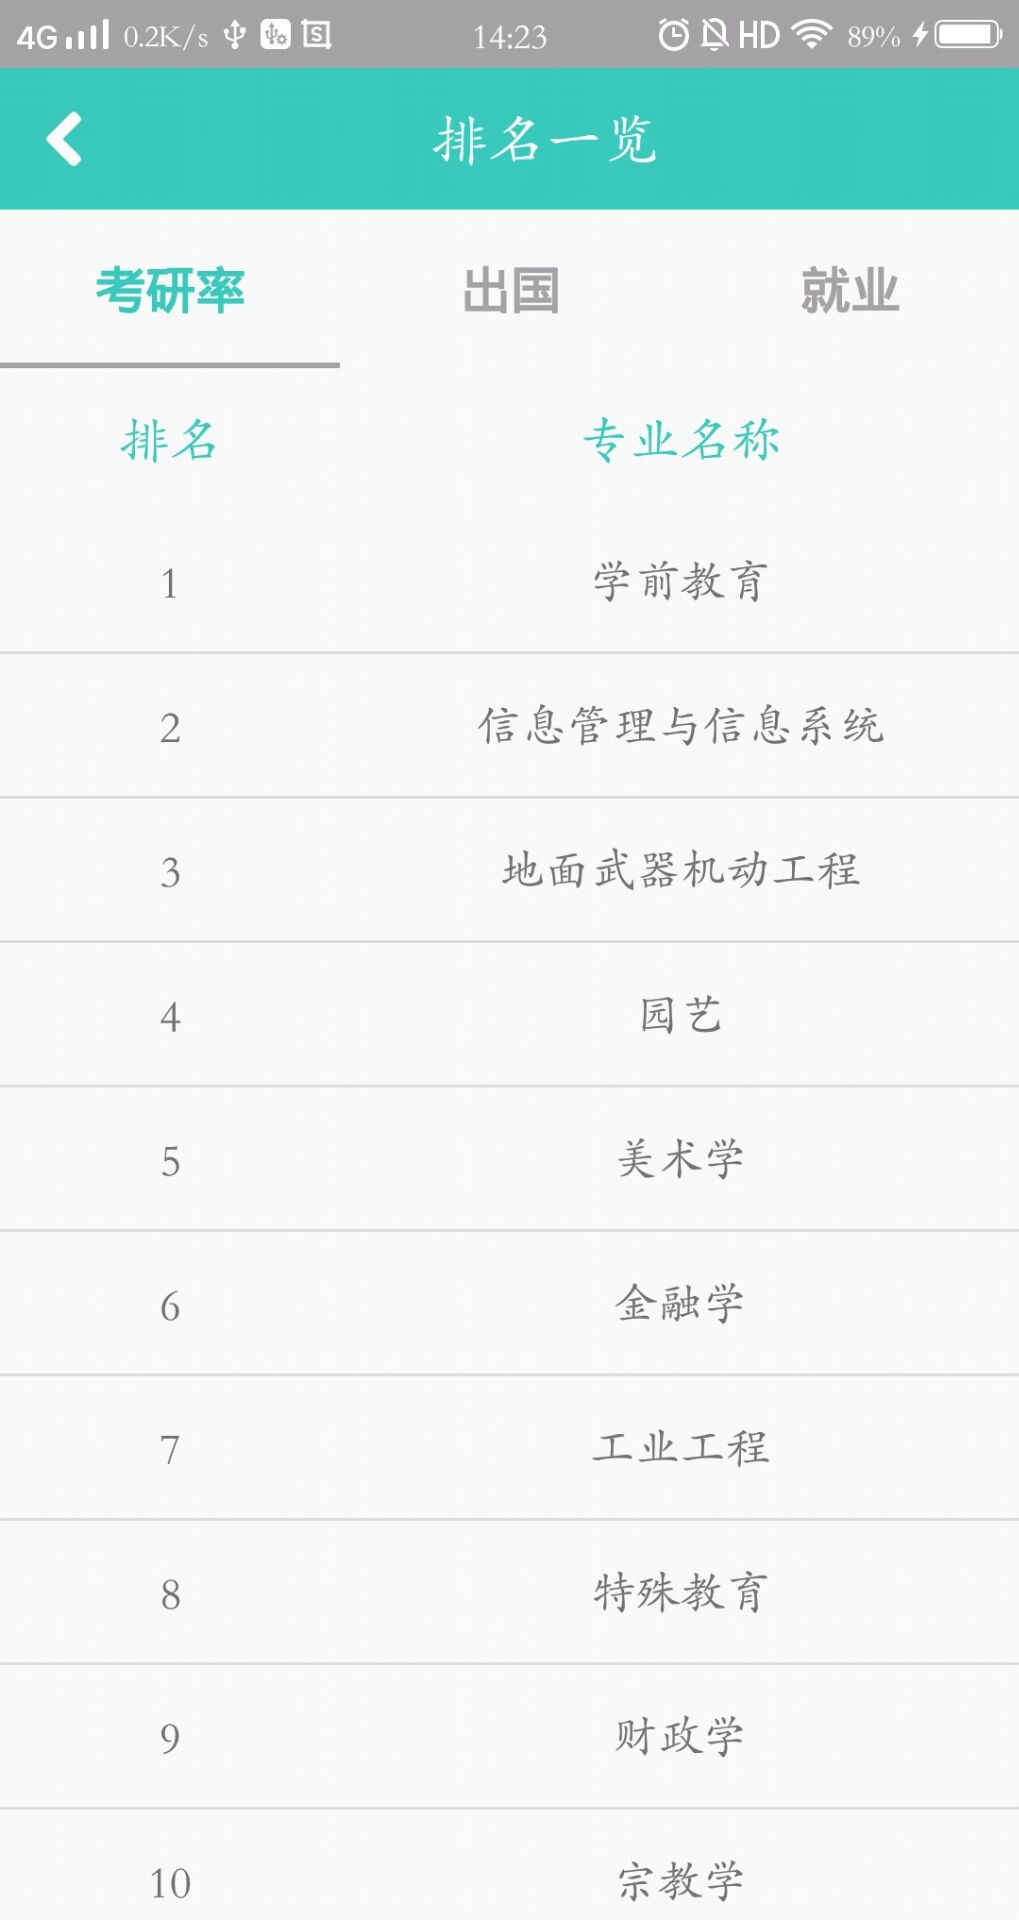 4G 0.2K/s 14:23 HD 89%
排名一览
考研率 出国 就业
排名 专业名称
1 学前教育
2 信息管理与信息系统
3 地面武器机动工程
4 园艺
5 美术学
6 金融学
7 工业工程
8 特殊教育
9 财政学
10 宗教学